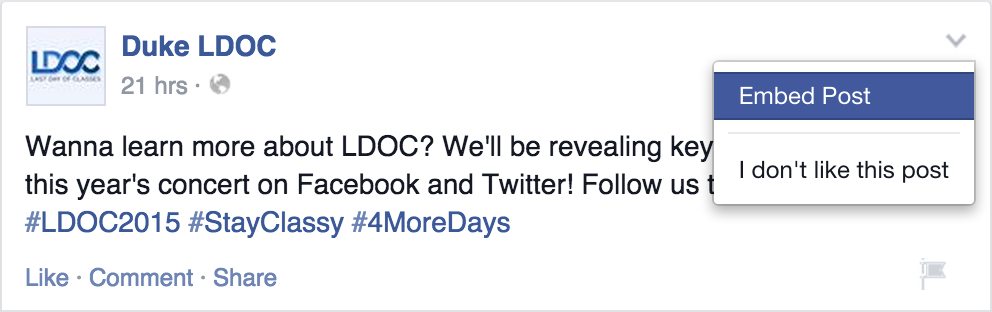 LDOC
LAST DAY OF CLASSES
Duke LDOC
21 hrs ·
Embed Post
I don't like this post
Wanna learn more about LDOC? We'll be revealing key
this year's concert on Facebook and Twitter! Follow us t
#LDOC2015 #StayClassy #4MoreDays
Like · Comment · Share